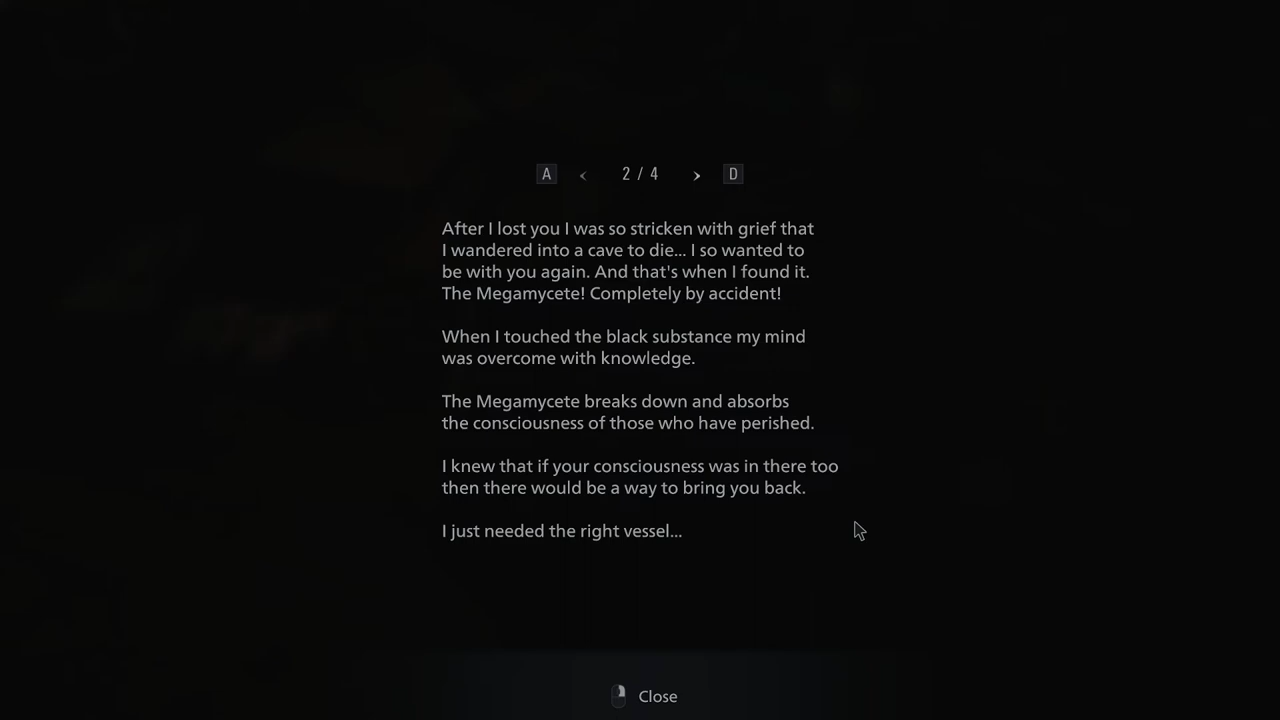 A < 2 / 4 > D
After I lost you I was so stricken with grief that
I wandered into a cave to die... I so wanted to
be with you again. And that's when I found it.
The Megamycete! Completely by accident!
When I touched the black substance my mind
was overcome with knowledge.
The Megamycete breaks down and absorbs
the consciousness of those who have perished.
I knew that if your consciousness was in there too
then there would be a way to bring you back.
I just needed the right vessel...
Close